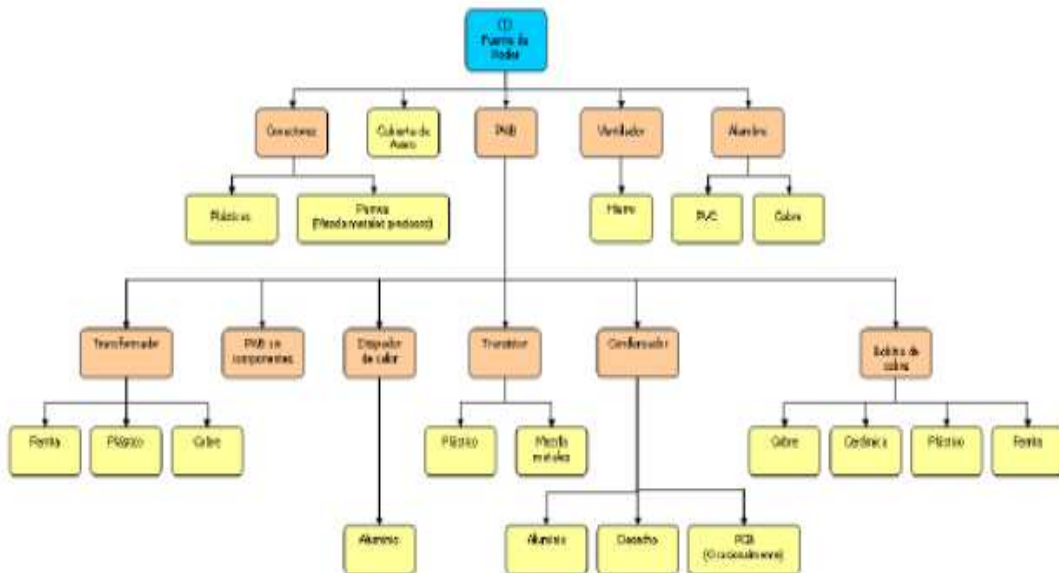 (1)
Fuente de
Poder
Conectores
Cubierta de
Acero
PWB
Ventilador
Alambre
Plásticos
(Mezcla metales preciosos)
Hierro
PVC
Cobre
Transformador
PWB sin
componentes
Disipador
de calor
Transistor
Condensador
Bobina de
cobre
Ferrita
Plástico
Cobre
Plástico
Mezcla
metales
Cobre
Cerámica
Plástico
Ferrita
Aluminio
Aluminio
Desecho
PCB
(Ocasionalmente)